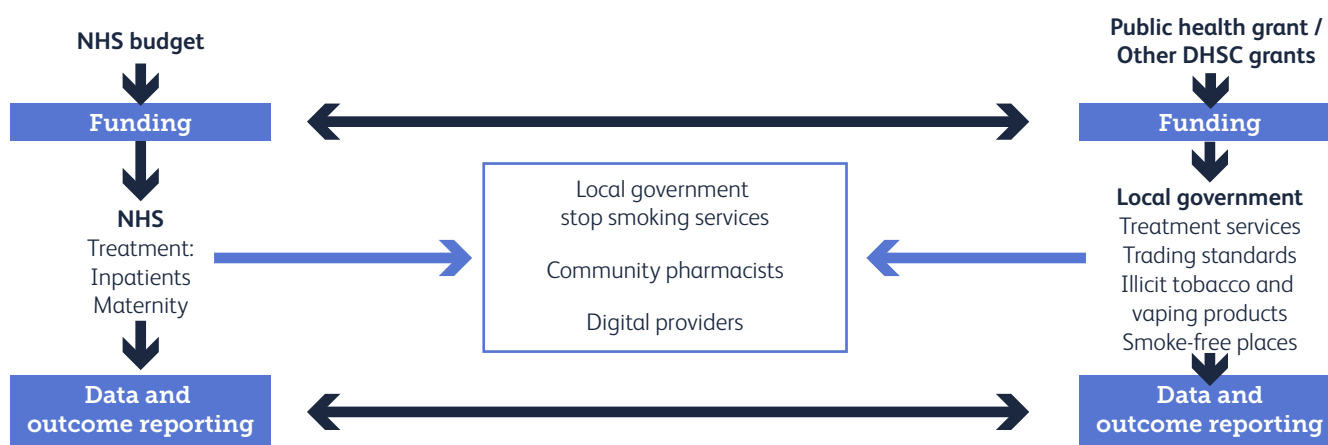 NHS budget
Funding
NHS
Treatment:
Inpatients
Maternity
Data and
outcome reporting
Local government
stop smoking services
Community pharmacists
Digital providers
Public health grant /
Other DHSC grants
Funding
Local government
Treatment services
Trading standards
Illicit tobacco and
vaping products
Smoke-free places
Data and
outcome reporting